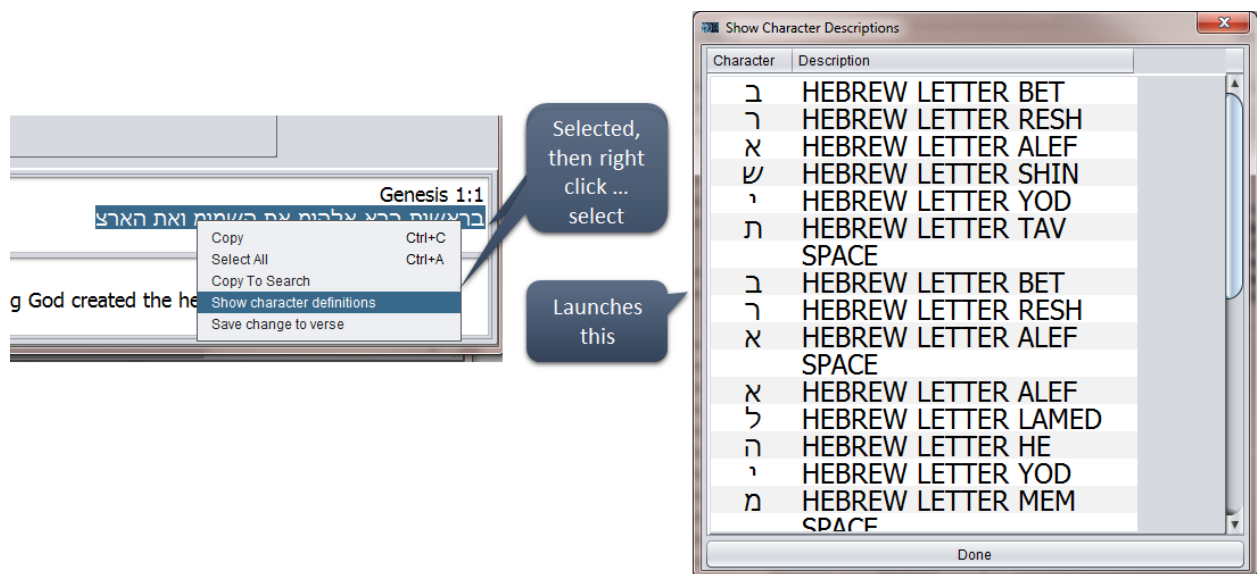 Genesis 1:1
בראשית ברא אלהימ את השמימ ואת הארצ
Copy Ctrl+C
Select All Ctrl+A
Copy To Search
Show character definitions
Save change to verse
g God created the he
Selected,
then right
click ...
select
Launches
this
Show Character Descriptions
Character Description
ב HEBREW LETTER BET
ר HEBREW LETTER RESH
א HEBREW LETTER ALEF
ש HEBREW LETTER SHIN
י HEBREW LETTER YOD
ת HEBREW LETTER TAV
SPACE
ב HEBREW LETTER BET
ר HEBREW LETTER RESH
א HEBREW LETTER ALEF
SPACE
א HEBREW LETTER ALEF
ל HEBREW LETTER LAMED
ה HEBREW LETTER HE
י HEBREW LETTER YOD
מ HEBREW LETTER MEM
SPACE
Done